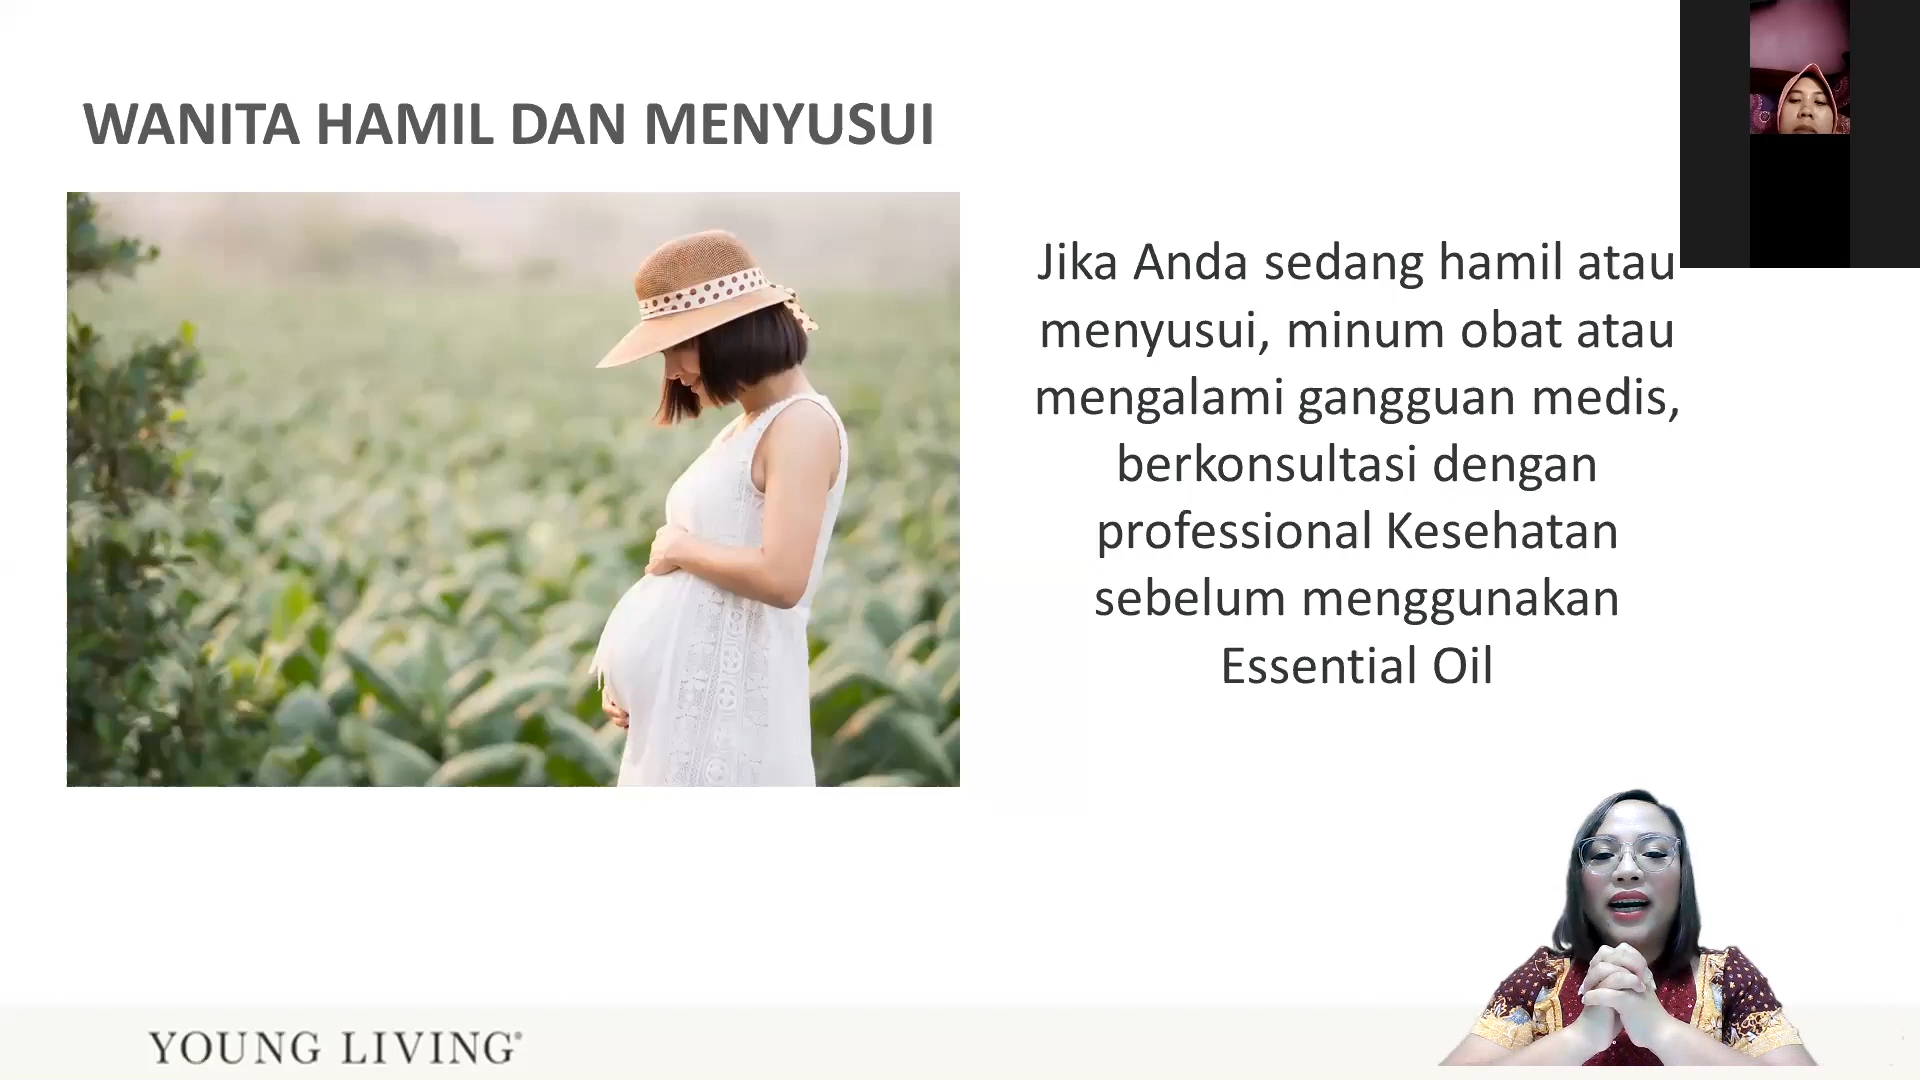 WANITA HAMIL DAN MENYUSUI
Jika Anda sedang hamil atau
menyusui, minum obat atau
mengalami gangguan medis,
berkonsultasi dengan
professional Kesehatan
sebelum menggunakan
Essential Oil
YOUNG LIVING®